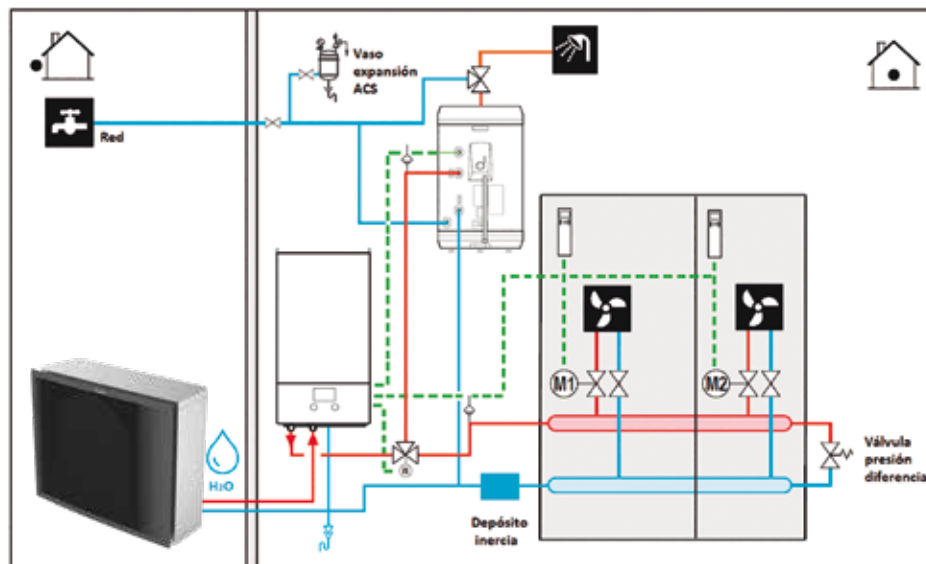 Vaso
expansión
ACS
Red
M1
M2
H₂O
Válvula
presión
diferencia
Depósito
inercia